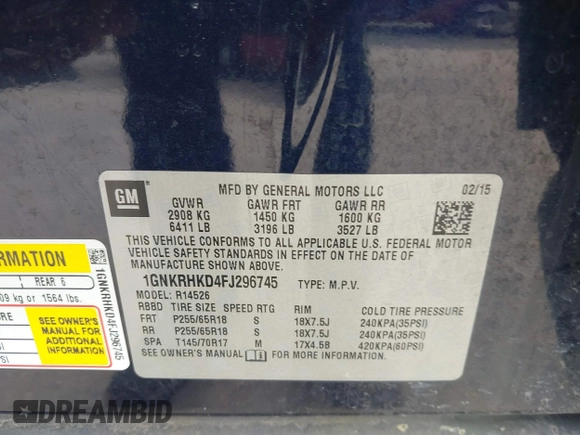 GM
MFD BY GENERAL MOTORS LLC
02/15
GVWR GAWR FRT GAWR RR
2908 KG 1450 KG 1600 KG
6411 LB 3196 LB 3527 LB
THIS VEHICLE CONFORMS TO ALL APPLICABLE U.S. FEDERAL MOTOR
VEHICLE SAFETY STANDARDS IN EFFECT ON THE DATE OF
MANUFACTURE SHOWN ABOVE.
1GNKRHKD4FJ296745 TYPE: M.P.V.
MODEL: R14526
RBBD TIRE SIZE SPEED RTG RIM COLD TIRE PRESSURE
FRT P255/65R18 S 18X7.5J 240KPA(35PSI)
RR P255/65R18 S 18X7.5J 240KPA(35PSI)
SPA T145/70R17 M 17X4.5B 420KPA(60PSI)
SEE OWNER'S MANUAL FOR MORE INFORMATION.
FORMATION
REAR 6
09 kg or 1564 lbs.
SEE OWNER'S
MANUAL FOR
ADDITIONAL
INFORMATION
1GNKRHKD4FJ296745
DREAMBID